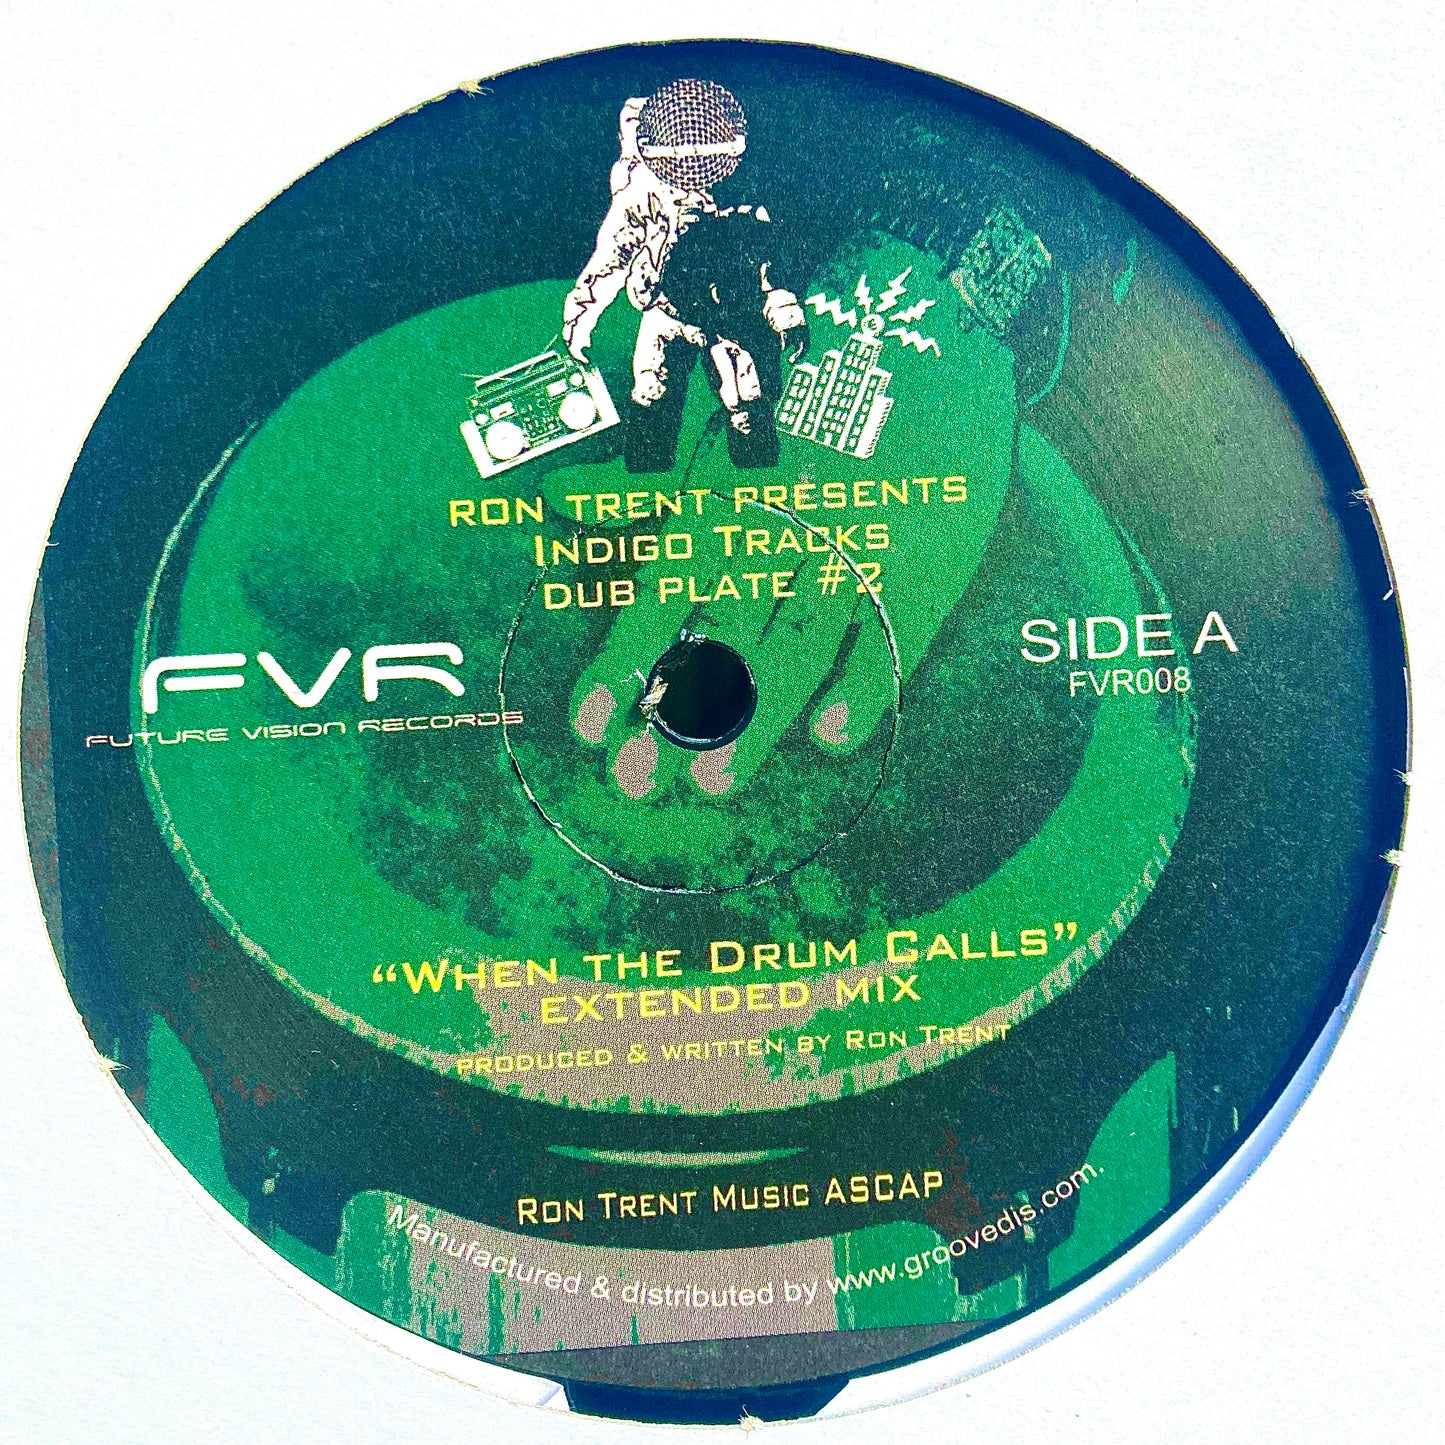 RON TRENT PRESENTS
INDIGO TRACKS
DUB PLATE #2
FVR
FUTURE VISION RECORDS
SIDE A
FVR008
“WHEN THE DRUM CALLS”
EXTENDED MIX
PRODUCED & WRITTEN BY RON TRENT
RON TRENT MUSIC ASCAP
Manufactured & distributed by www.groovedis.com.